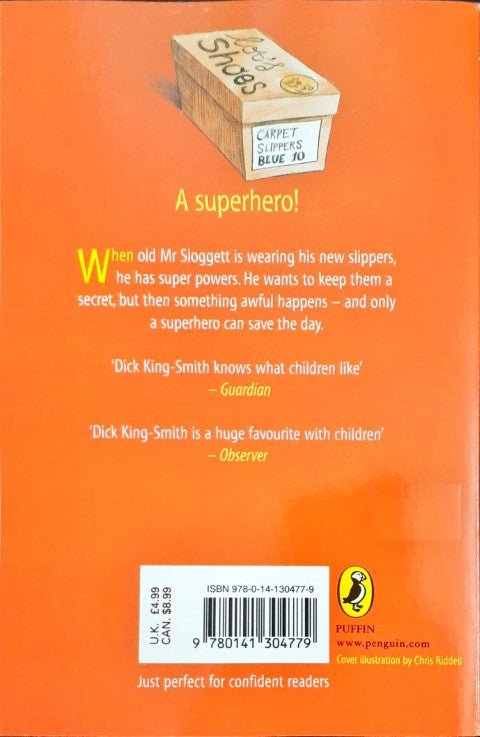 Lot's
Shoes
CARPET
SLIPPERS
BLUE 10
A superhero!
When old Mr Sloggett is wearing his new slippers,
he has super powers. He wants to keep them a
secret, but then something awful happens – and only
a superhero can save the day.
'Dick King-Smith knows what children like'
– Guardian
'Dick King-Smith is a huge favourite with children'
– Observer
U.K. £4.99
CAN. $8.99
ISBN 978-0-14-130477-9
9 780141 304779
PUFFIN
www.penguin.com
Cover illustration by Chris Riddell
Just perfect for confident readers